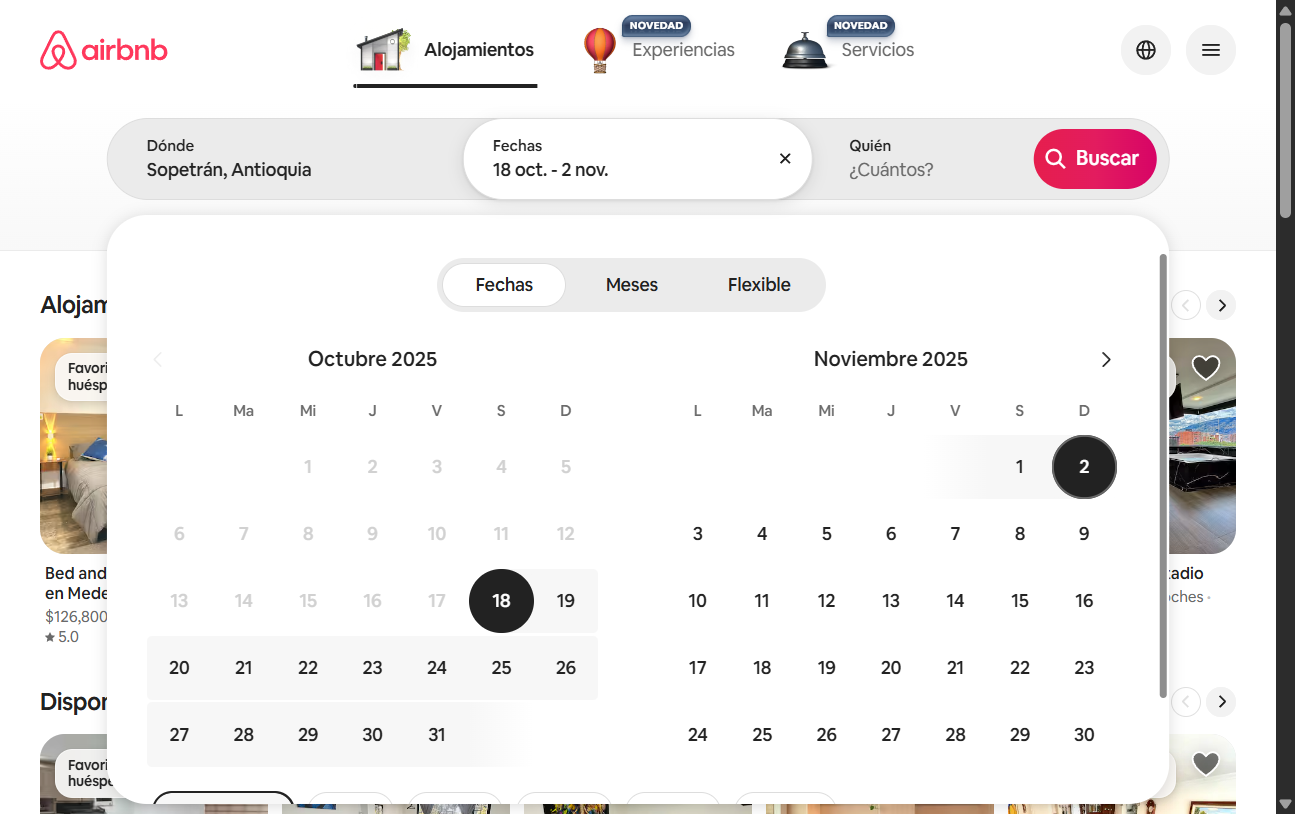 airbnb
Alojamientos
NOVEDAD
Experiencias
NOVEDAD
Servicios
Dónde
Sopetrán, Antioquia
Fechas
18 oct. - 2 nov.
Quién
¿Cuántos?
Buscar
Fechas
Meses
Flexible
Octubre 2025
L Ma Mi J V S D
1 2 3 4 5
6 7 8 9 10 11 12
13 14 15 16 17 18 19
20 21 22 23 24 25 26
27 28 29 30 31
Noviembre 2025
L Ma Mi J V S D
1 2
3 4 5 6 7 8 9
10 11 12 13 14 15 16
17 18 19 20 21 22 23
24 25 26 27 28 29 30
Alojam
Favori
huésp
Bed and
en Mede
$126,800
5.0
tadio
oches ·
Dispon
Favori
huéspe